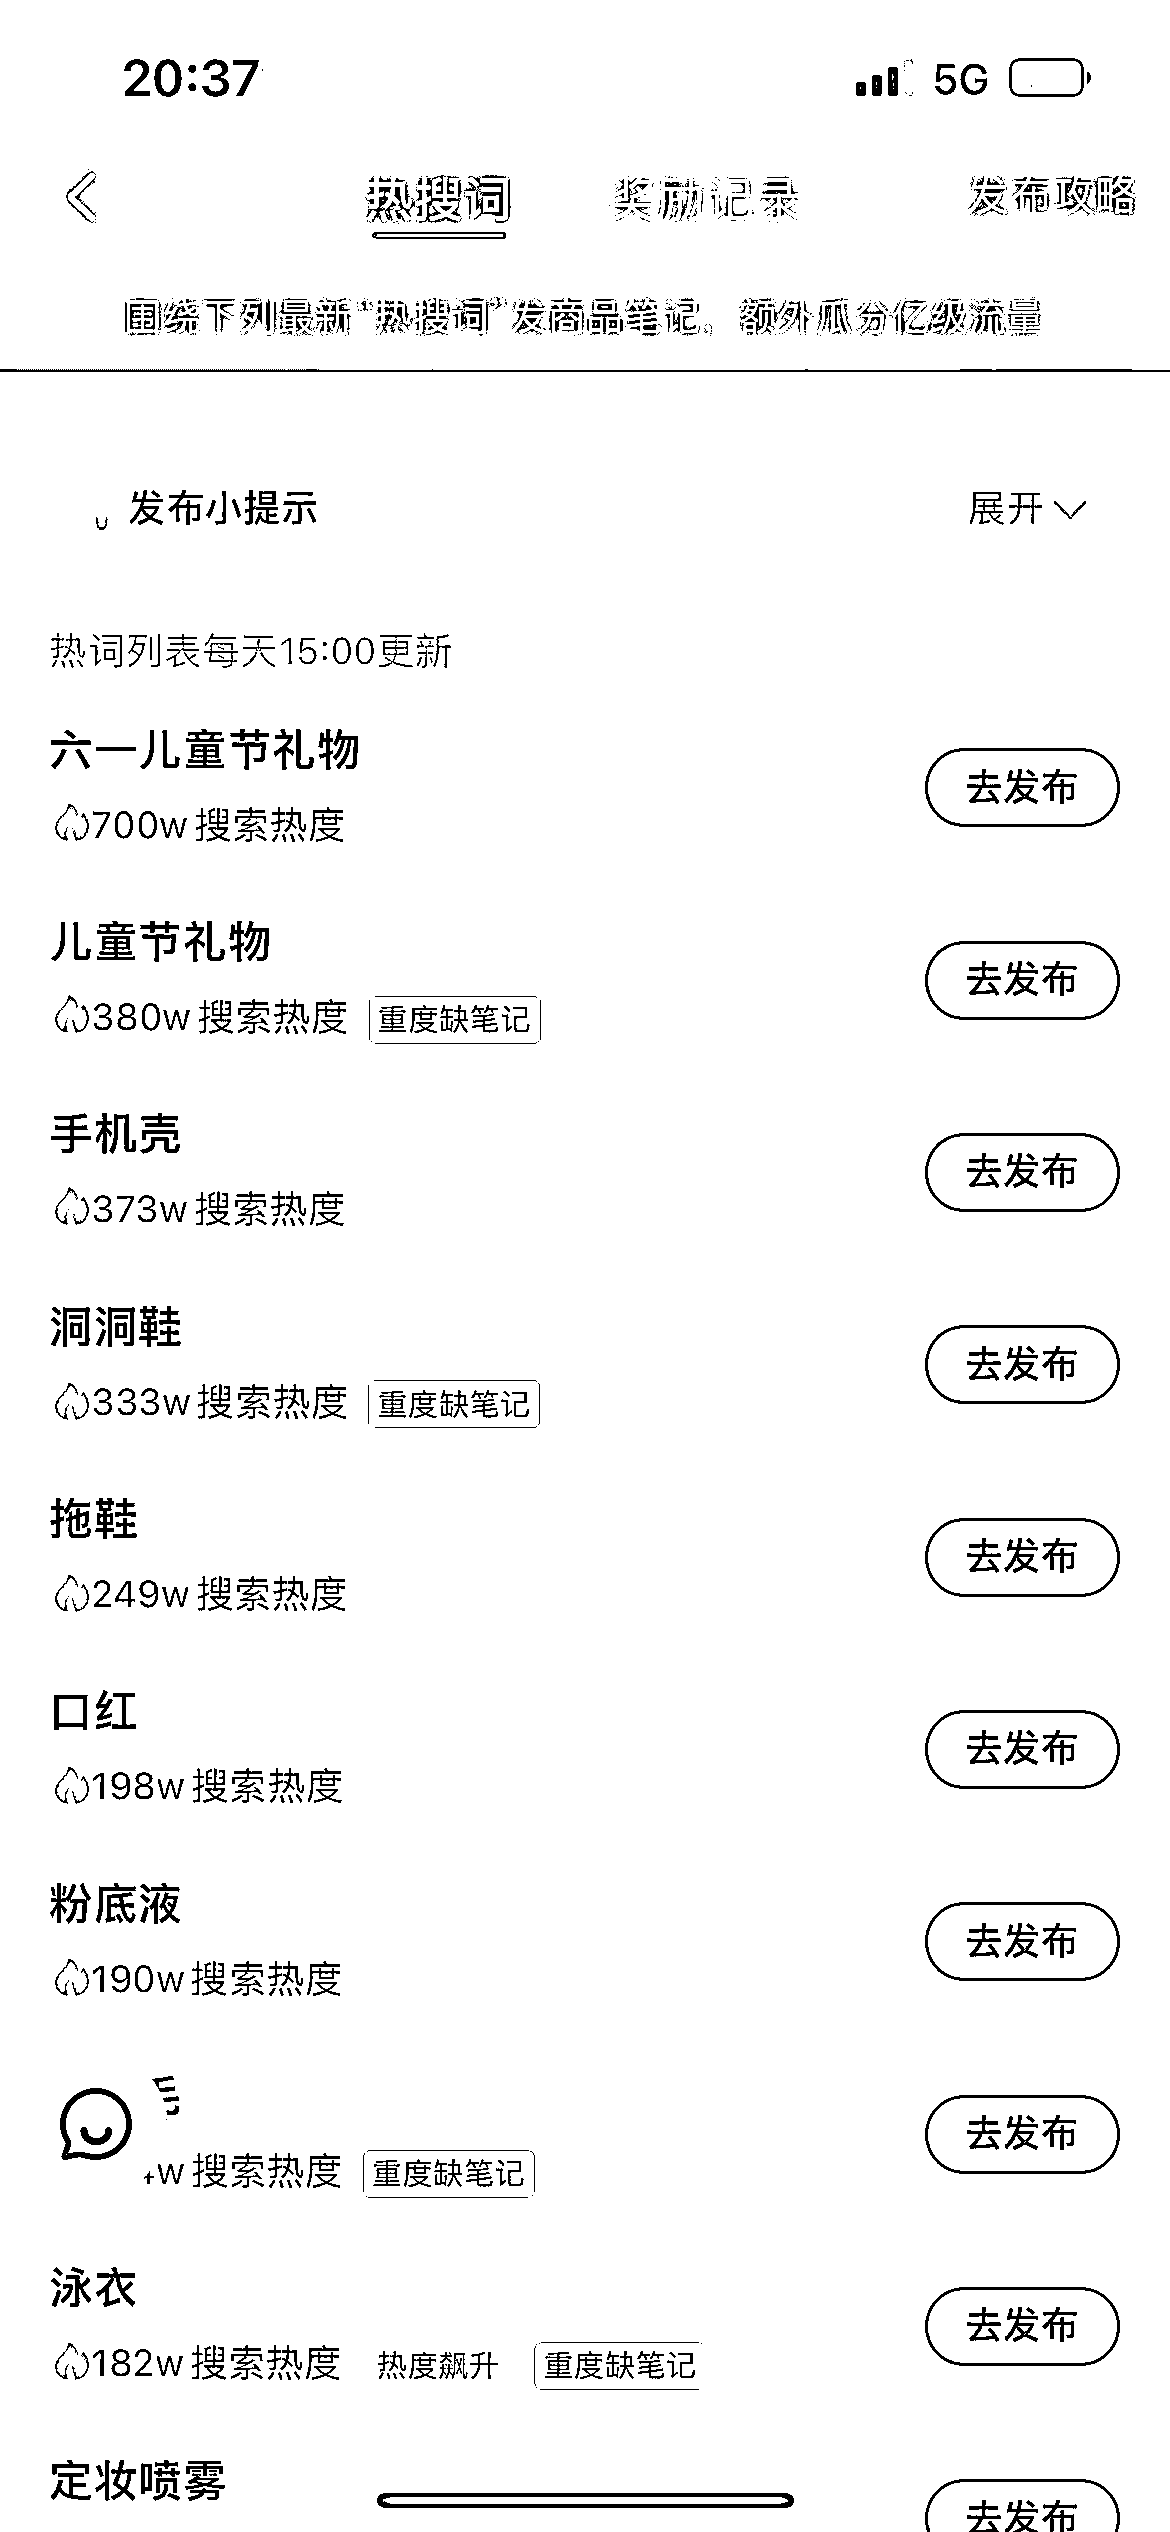 20:37 5G
热搜词 奖励记录 发布攻略
围绕下列最新“热搜词”发商品笔记，额外瓜分亿级流量
发布小提示 展开
热词列表每天15:00更新
六一儿童节礼物
700w 搜索热度 去发布
儿童节礼物
380w 搜索热度 重度缺笔记 去发布
手机壳
373w 搜索热度 去发布
洞洞鞋
333w 搜索热度 重度缺笔记 去发布
拖鞋
249w 搜索热度 去发布
口红
198w 搜索热度 去发布
粉底液
190w 搜索热度 去发布
w 搜索热度 重度缺笔记 去发布
泳衣
182w 搜索热度 热度飙升 重度缺笔记 去发布
定妆喷雾
去发布